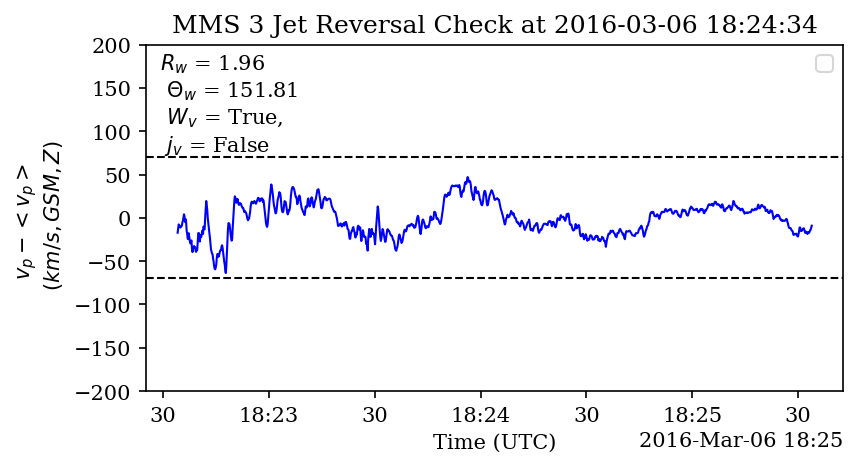 MMS 3 Jet Reversal Check at 2016-03-06 18:24:34
200
150
100
50
0
−50
−100
−150
−200
v_p − < v_p >
(km/s, GSM, Z)
R_w = 1.96
Θ_w = 151.81
W_v = True,
j_v = False
30
18:23
30
18:24
30
18:25
30
Time (UTC)
2016-Mar-06 18:25